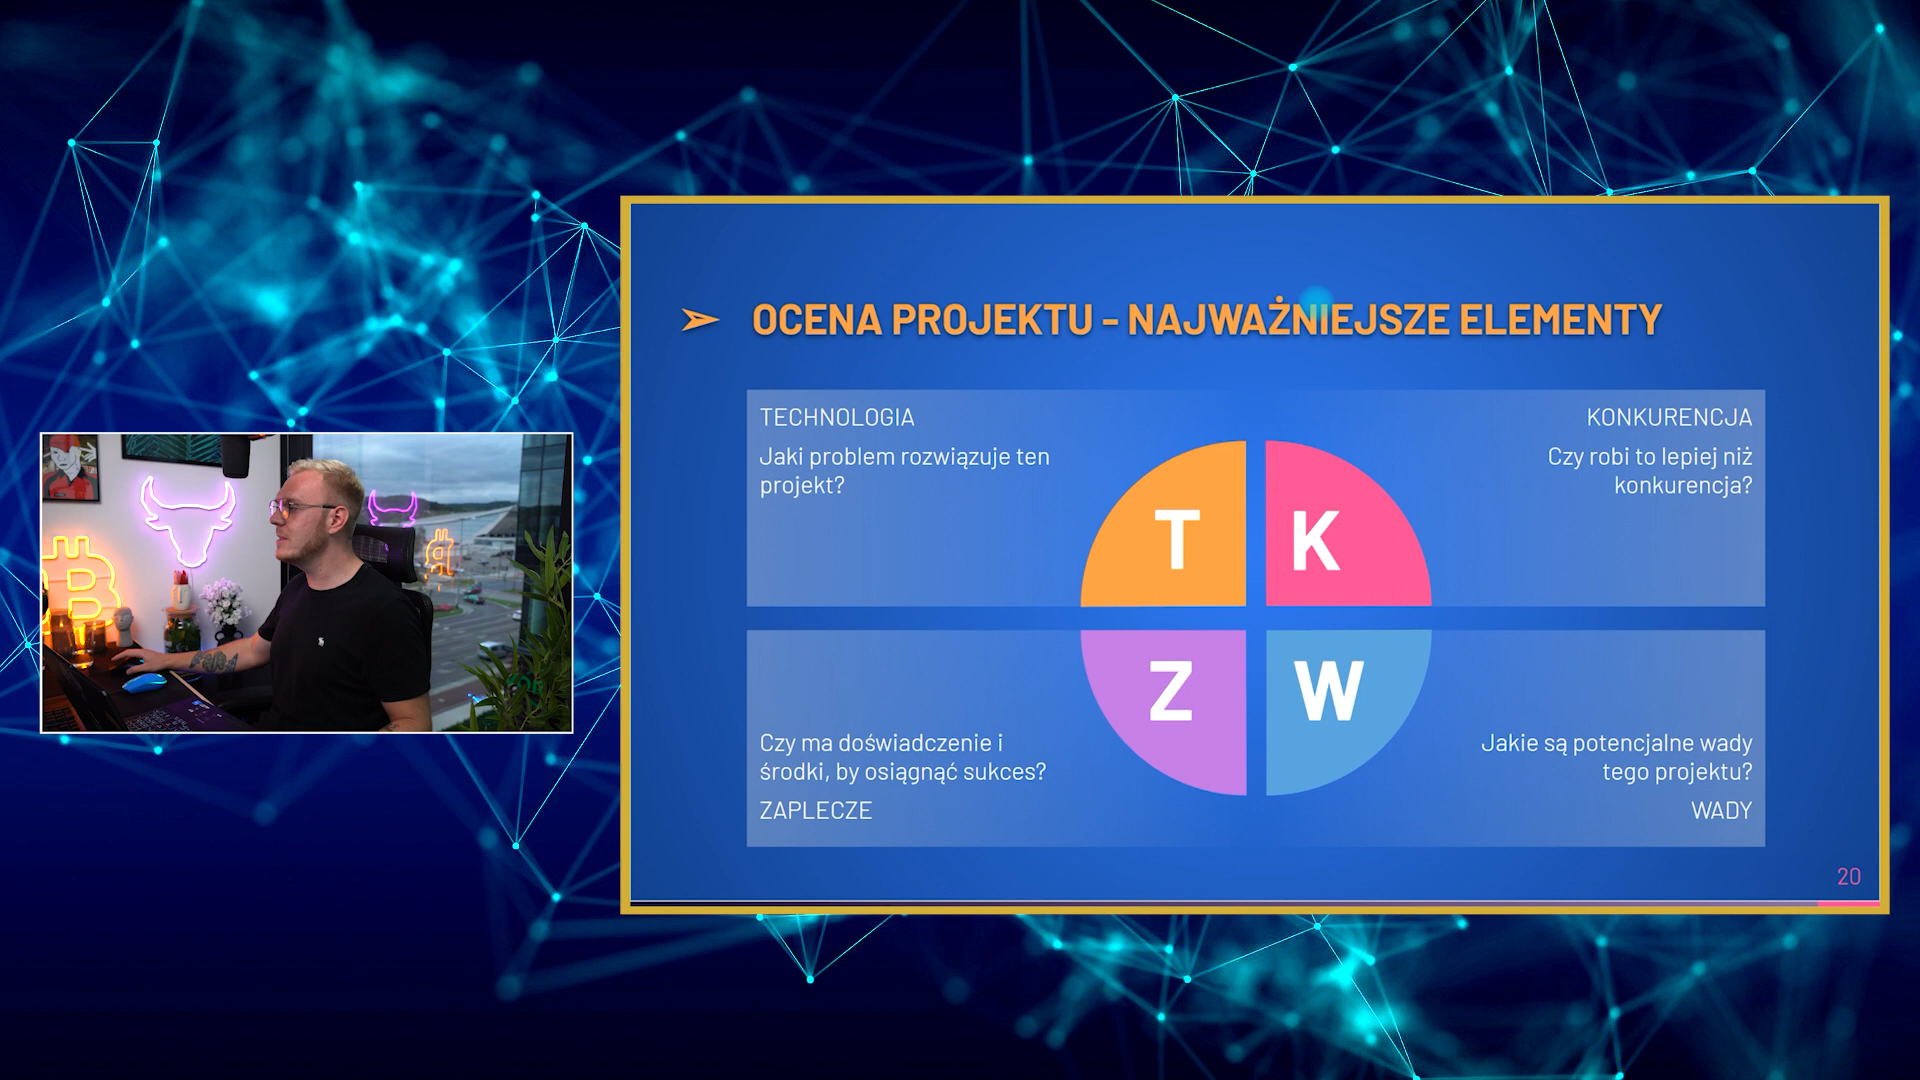 ➢ OCENA PROJEKTU - NAJWAŻNIEJSZE ELEMENTY
TECHNOLOGIA
Jaki problem rozwiązuje ten
projekt?
KONKURENCJA
Czy robi to lepiej niż
konkurencja?
T
K
Z
W
Czy ma doświadczenie i
środki, by osiągnąć sukces?
ZAPLECZE
Jakie są potencjalne wady
tego projektu?
WADY
20